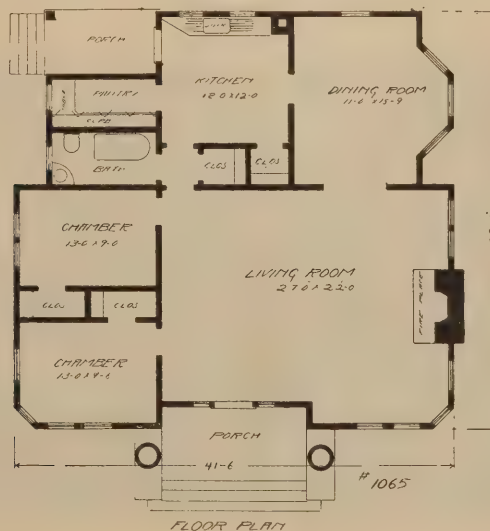 PORCH
KITCHEN
12-0 x 12-0
DINING ROOM
11-6 x 15-9
PANTRY
BATH
CLOS
CLOS
CHAMBER
13-0 x 9-0
LIVING ROOM
27-0 x 22-0
CLOS
CLOS
CHAMBER
13-0 x 9-6
PORCH
41-6
# 1065
FLOOR PLAN